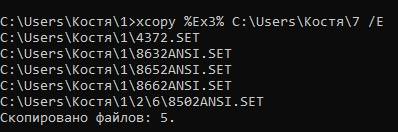 C:\Users\Костя\1>xcopy %Ex3% C:\Users\Костя\7 /E
C:\Users\Костя\1\4372.SET
C:\Users\Костя\1\8632ANSI.SET
C:\Users\Костя\1\8652ANSI.SET
C:\Users\Костя\1\8662ANSI.SET
C:\Users\Костя\1\2\6\8502ANSI.SET
Скопировано файлов: 5.